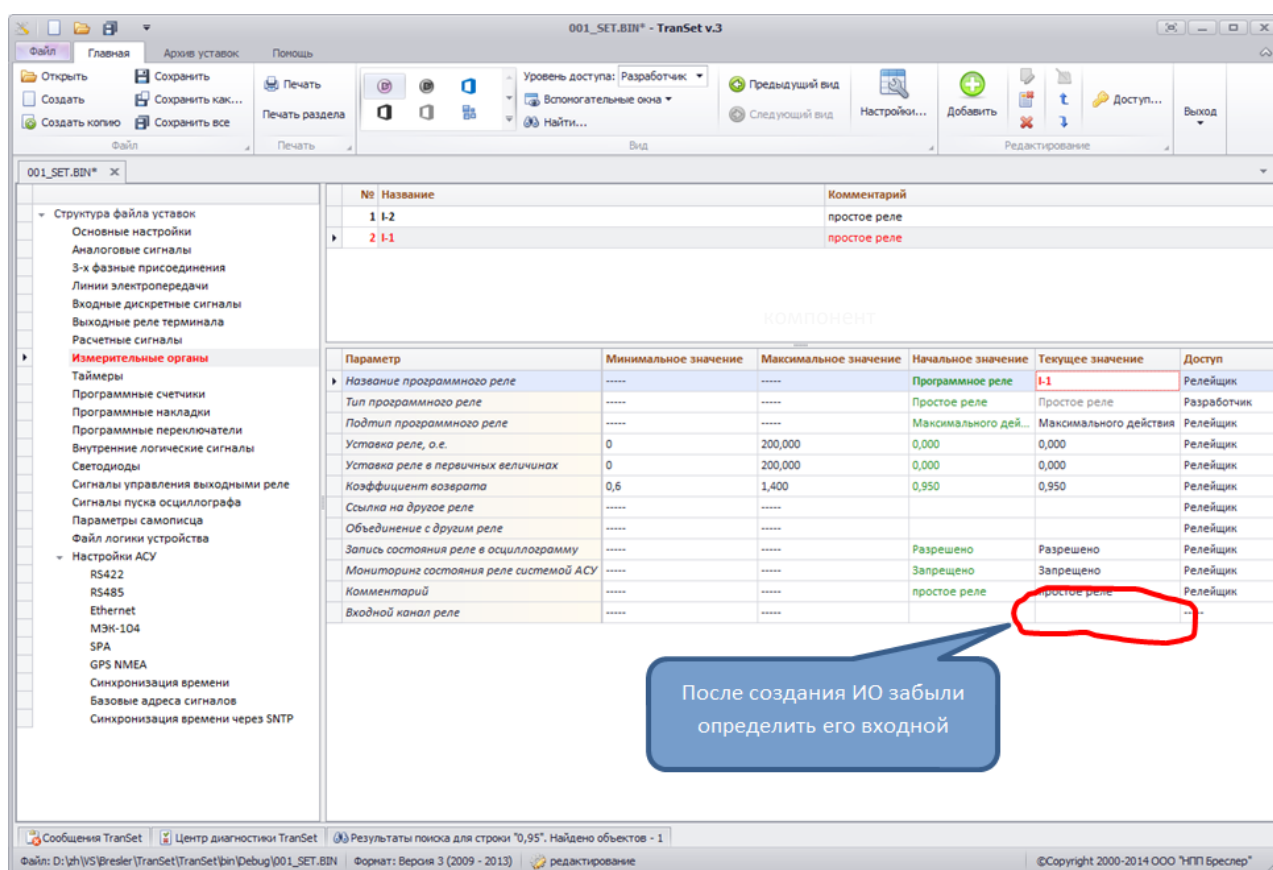 001_SET.BIN* - TranSet v.3
Файл Главная Архив уставок Помощь
Открыть Сохранить Печать Уровень доступа: Разработчик Предыдущий вид
Создать Сохранить как... Вспомогательные окна Настройки... Добавить Доступ... Выход
Создать копию Сохранить все Печать раздела Найти... Следующий вид
Файл Печать Вид Редактирование
001_SET.BIN*
Структура файла уставок
Основные настройки
Аналоговые сигналы
3-х фазные присоединения
Линии электропередачи
Входные дискретные сигналы
Выходные реле терминала
Расчетные сигналы
Измерительные органы
Таймеры
Программные счетчики
Программные накладки
Программные переключатели
Внутренние логические сигналы
Светодиоды
Сигналы управления выходными реле
Сигналы пуска осциллографа
Параметры самописца
Файл логики устройства
Настройки АСУ
RS422
RS485
Ethernet
МЭК-104
SPA
GPS NMEA
Синхронизация времени
Базовые адреса сигналов
Синхронизация времени через SNTP
№ Название Комментарий
1 I-2 простое реле
2 I-1 простое реле
компонент
Параметр Минимальное значение Максимальное значение Начальное значение Текущее значение Доступ
Название программного реле ----- ----- Программное реле I-1 Релейщик
Тип программного реле ----- ----- Простое реле Простое реле Разработчик
Подтип программного реле ----- ----- Максимального дей... Максимального действия Релейщик
Уставка реле, о.е. 0 200,000 0,000 0,000 Релейщик
Уставка реле в первичных величинах 0 200,000 0,000 0,000 Релейщик
Коэффициент возврата 0,6 1,400 0,950 0,950 Релейщик
Ссылка на другое реле ----- ----- Релейщик
Объединение с другим реле ----- ----- Релейщик
Запись состояния реле в осциллограмму ----- ----- Разрешено Разрешено Релейщик
Мониторинг состояния реле системой АСУ ----- ----- Запрещено Запрещено Релейщик
Комментарий ----- ----- простое реле простое реле Релейщик
Входной канал реле ----- ----- -----
После создания ИО забыли
определить его входной
Сообщения TranSet Центр диагностики TranSet Результаты поиска для строки "0,95". Найдено объектов - 1
Файл: D:\zh\VS\Bresler\TranSet\TranSet\bin\Debug\001_SET.BIN Формат: Версия 3 (2009 - 2013) редактирование ©Copyright 2000-2014 ООО "НПП Бреслер"